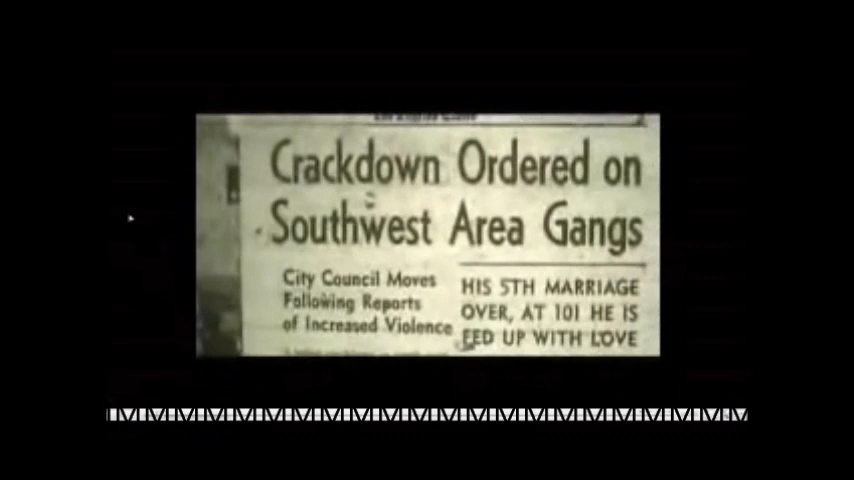 Crackdown Ordered on
Southwest Area Gangs
City Council Moves
Following Reports
of Increased Violence
HIS 5TH MARRIAGE
OVER, AT 101 HE IS
FED UP WITH LOVE